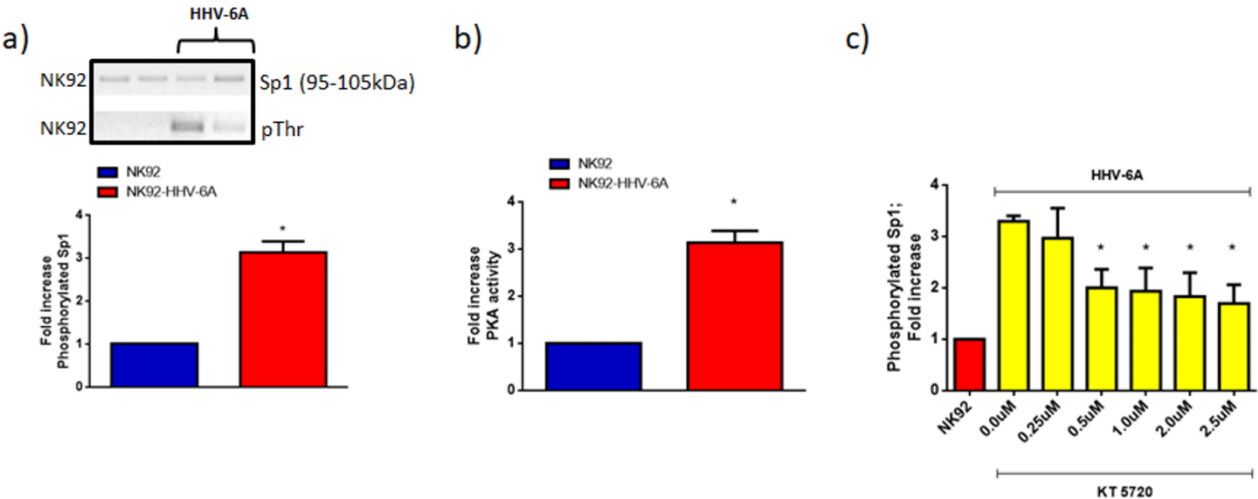 a)
HHV-6A
NK92
Sp1 (95-105kDa)
NK92
pThr
NK92
NK92-HHV-6A
4
3
2
1
0
Fold increase
Phosphorylated Sp1
*
b)
NK92
NK92-HHV-6A
4
3
2
1
0
Fold increase
PKA activity
*
c)
HHV-6A
4
3
2
1
0
Phosphorylated Sp1;
Fold increase
* * * *
NK92 0.0uM 0.25uM 0.5uM 1.0uM 2.0uM 2.5uM
KT 5720